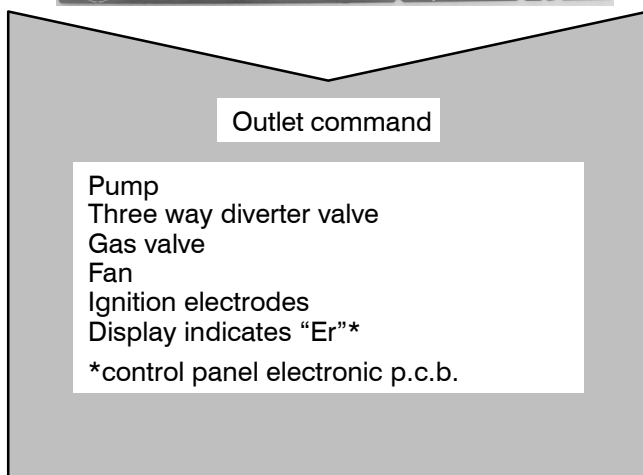 Outlet command
Pump
Three way diverter valve
Gas valve
Fan
Ignition electrodes
Display indicates “Er”*
*control panel electronic p.c.b.